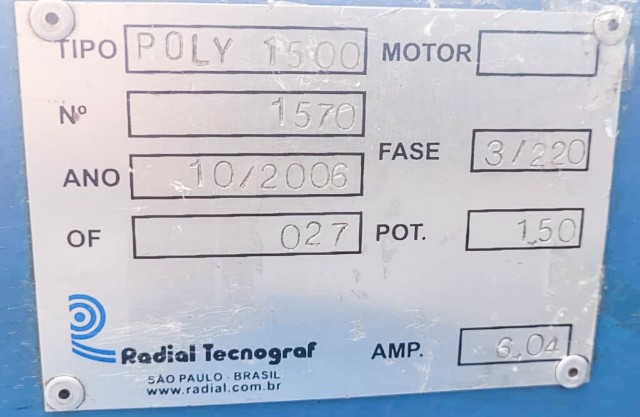 TIPO POLY 1500 MOTOR
Nº 1570
FASE 3/220
ANO 10/2006
OF 027 POT. 1.50
Radial Tecnograf
SÃO PAULO - BRASIL
www.radial.com.br
AMP. 6.04